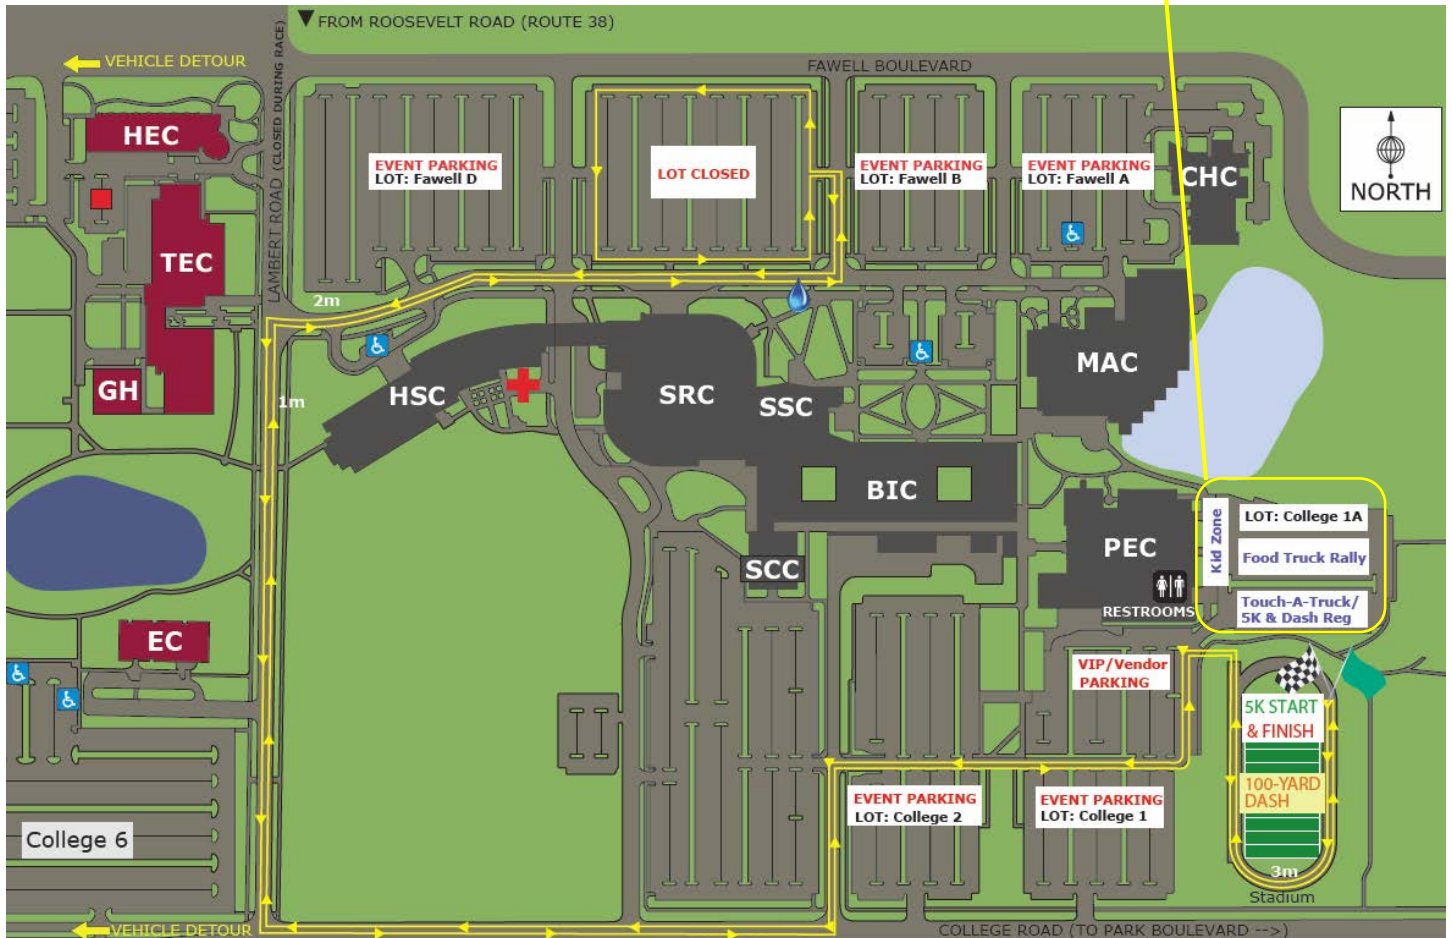 FROM ROOSEVELT ROAD (ROUTE 38)
VEHICLE DETOUR
FAWELL BOULEVARD
LAMBERT ROAD (CLOSED DURING RACE)
HEC
EVENT PARKING
LOT: Fawell D
LOT CLOSED
EVENT PARKING
LOT: Fawell B
EVENT PARKING
LOT: Fawell A
CHC
NORTH
TEC
2m
GH
1m
HSC
SRC
SSC
MAC
BIC
PEC
SCC
Kid Zone
LOT: College 1A
Food Truck Rally
Touch-A-Truck/
5K & Dash Reg
RESTROOMS
EC
VIP/Vendor
PARKING
5K START
& FINISH
100-YARD
DASH
EVENT PARKING
LOT: College 2
EVENT PARKING
LOT: College 1
College 6
3m
Stadium
VEHICLE DETOUR
COLLEGE ROAD (TO PARK BOULEVARD -->)